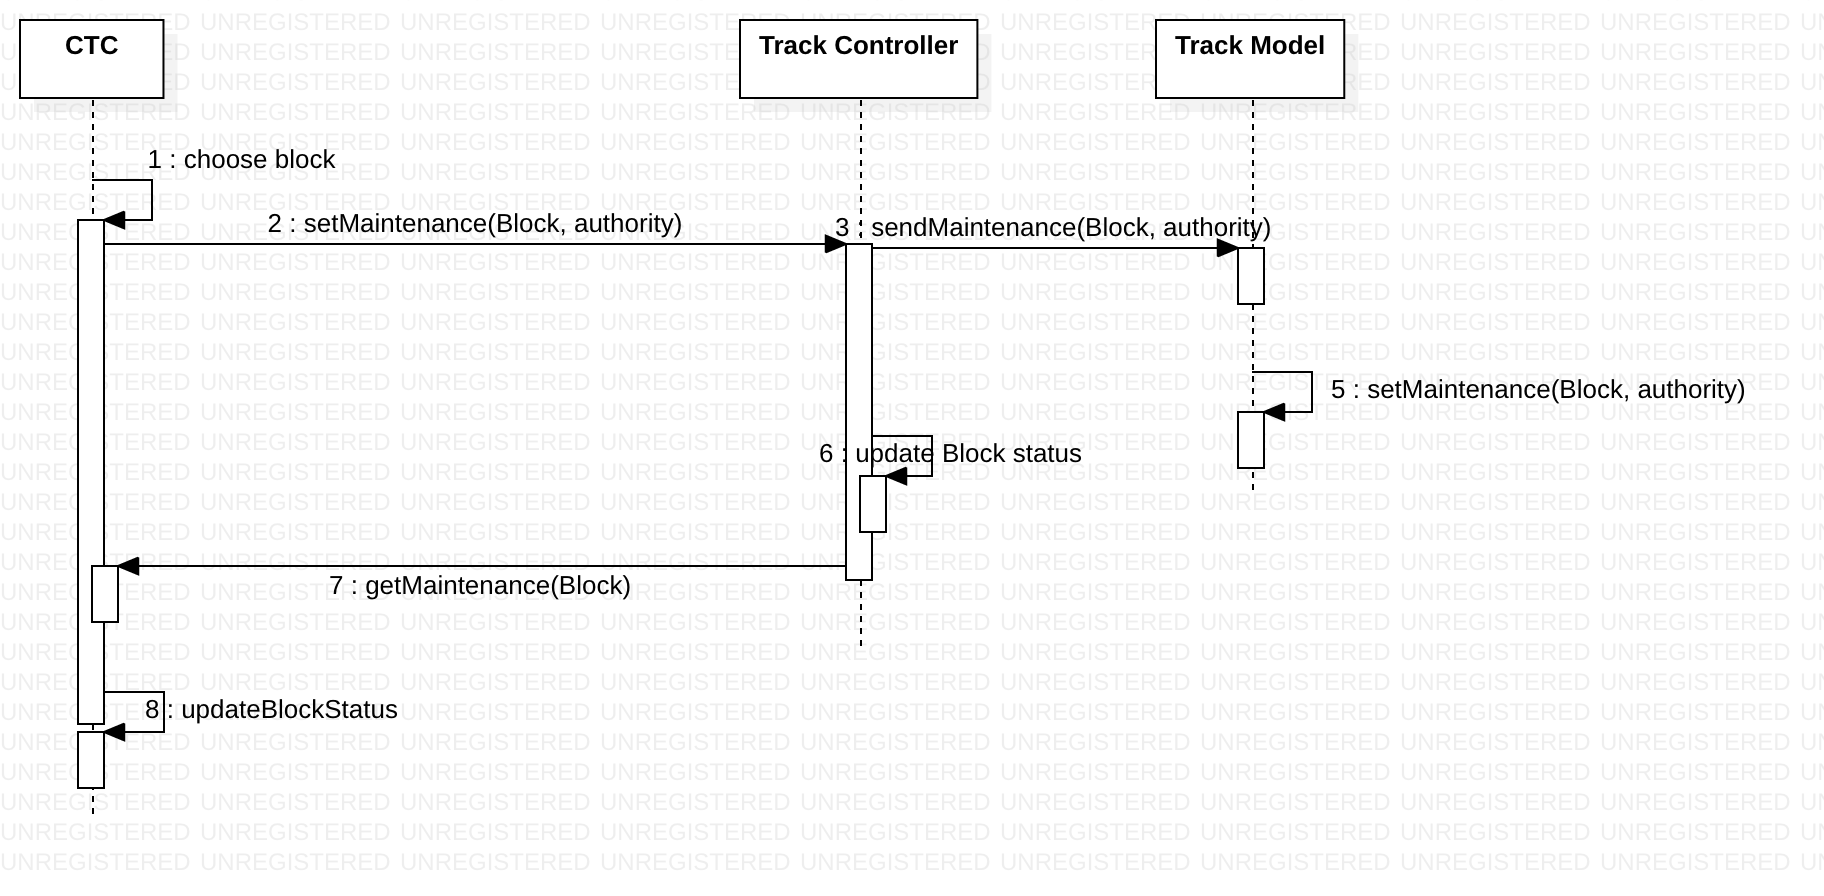 CTC
Track Controller
Track Model
1 : choose block
2 : setMaintenance(Block, authority)
3 : sendMaintenance(Block, authority)
5 : setMaintenance(Block, authority)
6 : update Block status
7 : getMaintenance(Block)
8 : updateBlockStatus
UNREGISTERED